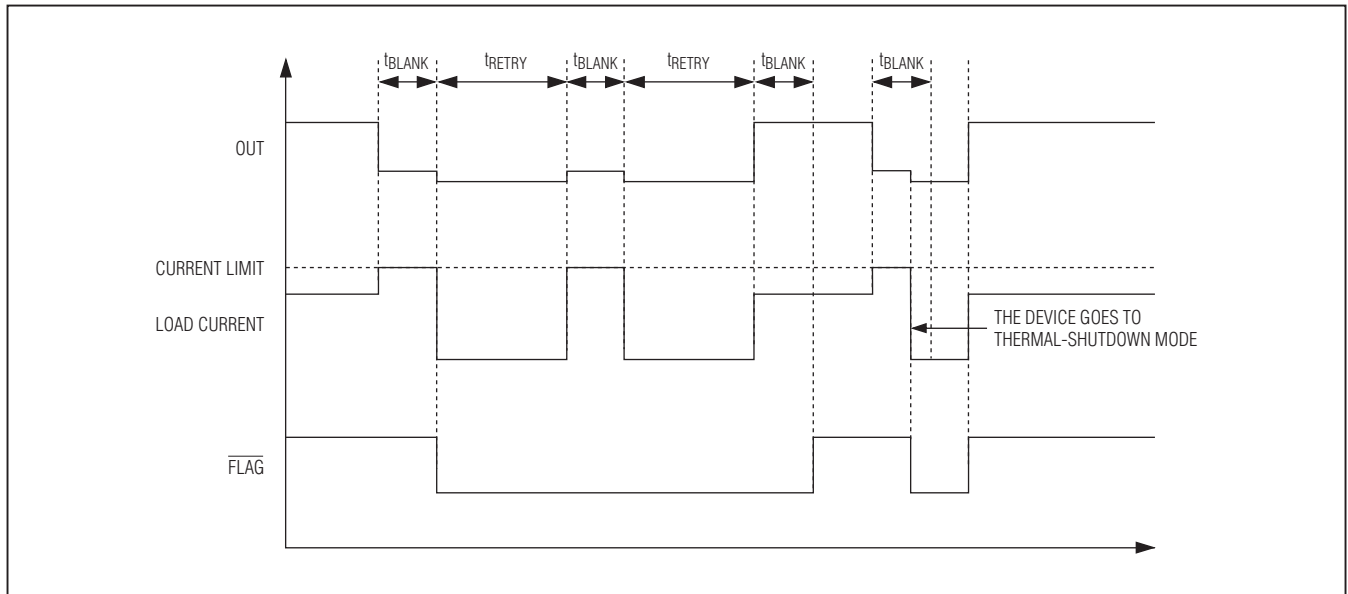 tBLANK tRETRY tBLANK tRETRY tBLANK tBLANK
OUT
CURRENT LIMIT
LOAD CURRENT
THE DEVICE GOES TO
THERMAL-SHUTDOWN MODE
FLAG